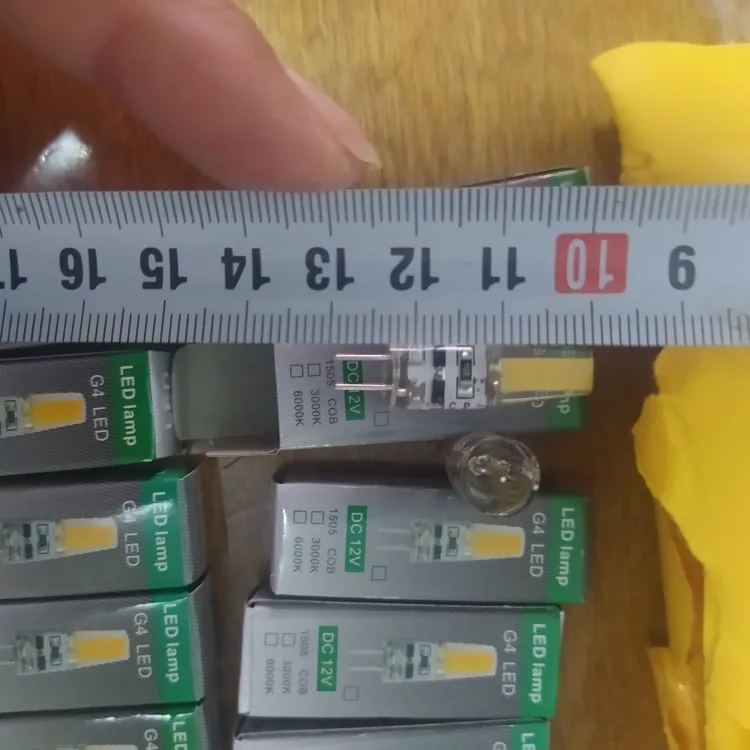 9 10 11 12 13 14 15 16 17
LED lamp
G4 LED
DC 12V
1505 COB
3000K
6000K
LED lamp
G4 LED
LED lamp
G4 LED
DC 12V
1505 COB
3000K
6000K
LED lamp
G4 LED
LED lamp
G4 LED
DC 12V
1505 COB
3000K
6000K
LED
G4